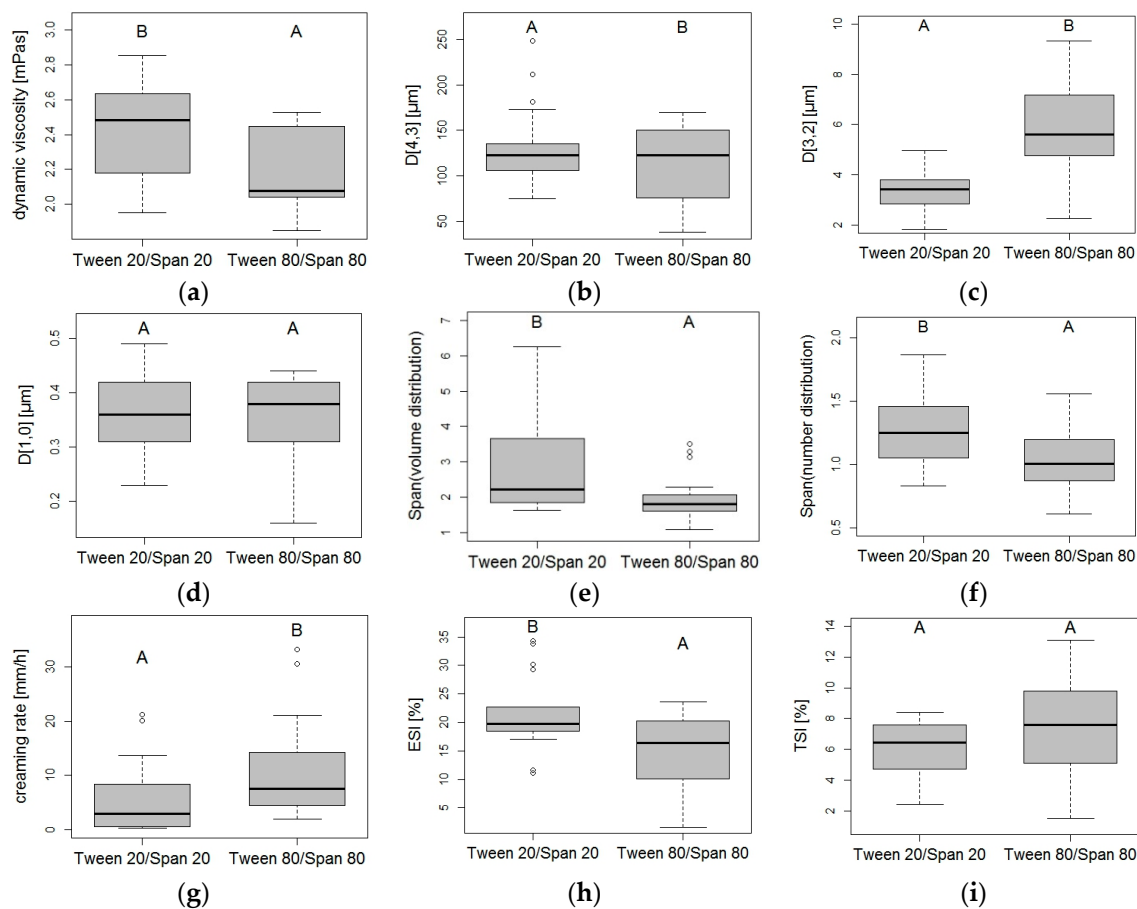 dynamic viscosity [mPas]
3.0
2.8
2.6
2.4
2.2
2.0
B A
Tween 20/Span 20 Tween 80/Span 80
(a)
D[4,3] [µm]
250
200
150
100
50
A B
Tween 20/Span 20 Tween 80/Span 80
(b)
D[3,2] [µm]
10
8
6
4
2
A B
Tween 20/Span 20 Tween 80/Span 80
(c)
D[1,0] [µm]
0.5
0.4
0.3
0.2
A A
Tween 20/Span 20 Tween 80/Span 80
(d)
Span(volume distribution)
7
6
5
4
3
2
1
B A
Tween 20/Span 20 Tween 80/Span 80
(e)
Span(number distribution)
2.0
1.5
1.0
0.5
B A
Tween 20/Span 20 Tween 80/Span 80
(f)
creaming rate [mm/h]
30
20
10
0
A B
Tween 20/Span 20 Tween 80/Span 80
(g)
ESI [%]
35
30
25
20
15
10
5
B A
Tween 20/Span 20 Tween 80/Span 80
(h)
TSI [%]
14
12
10
8
6
4
2
A A
Tween 20/Span 20 Tween 80/Span 80
(i)